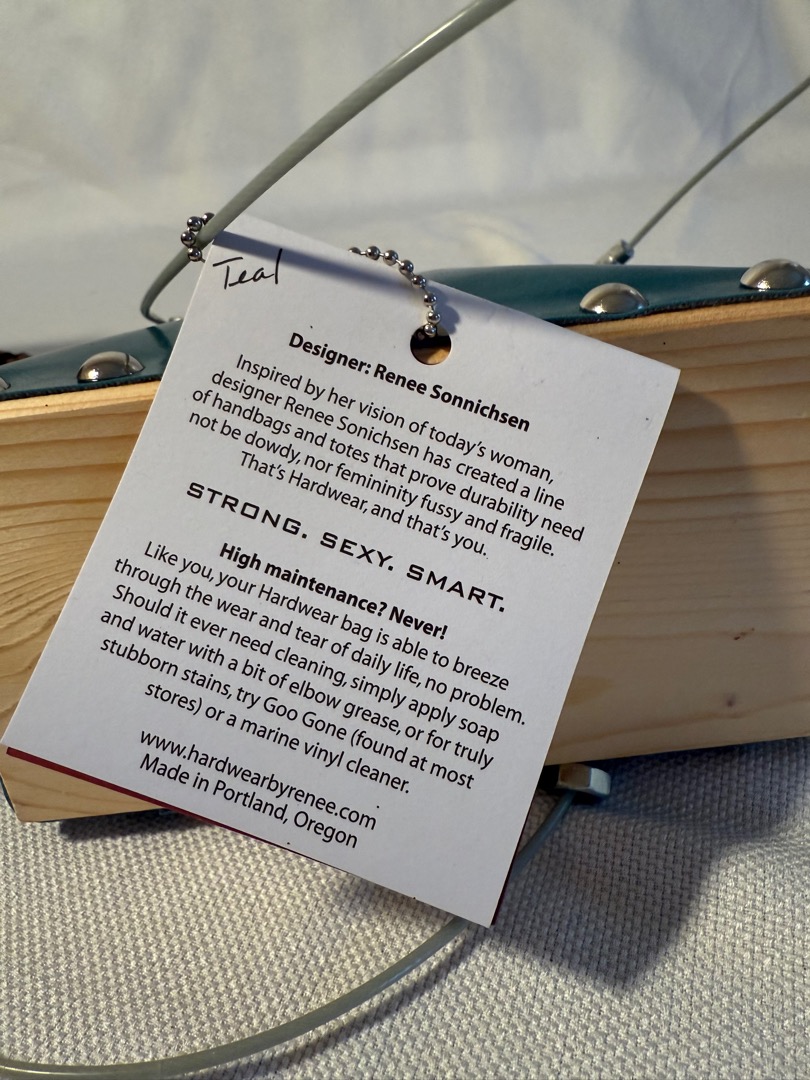 Teal
Designer: Renee Sonnichsen
Inspired by her vision of today's woman,
designer Renee Sonichsen has created a line
of handbags and totes that prove durability need
not be dowdy, nor femininity fussy and fragile.
That's Hardwear, and that's you.
STRONG. SEXY. SMART.
High maintenance? Never!
Like you, your Hardwear bag is able to breeze
through the wear and tear of daily life, no problem.
Should it ever need cleaning, simply apply soap
and water with a bit of elbow grease, or for truly
stubborn stains, try Goo Gone (found at most
stores) or a marine vinyl cleaner.
www.hardwearbyrenee.com
Made in Portland, Oregon